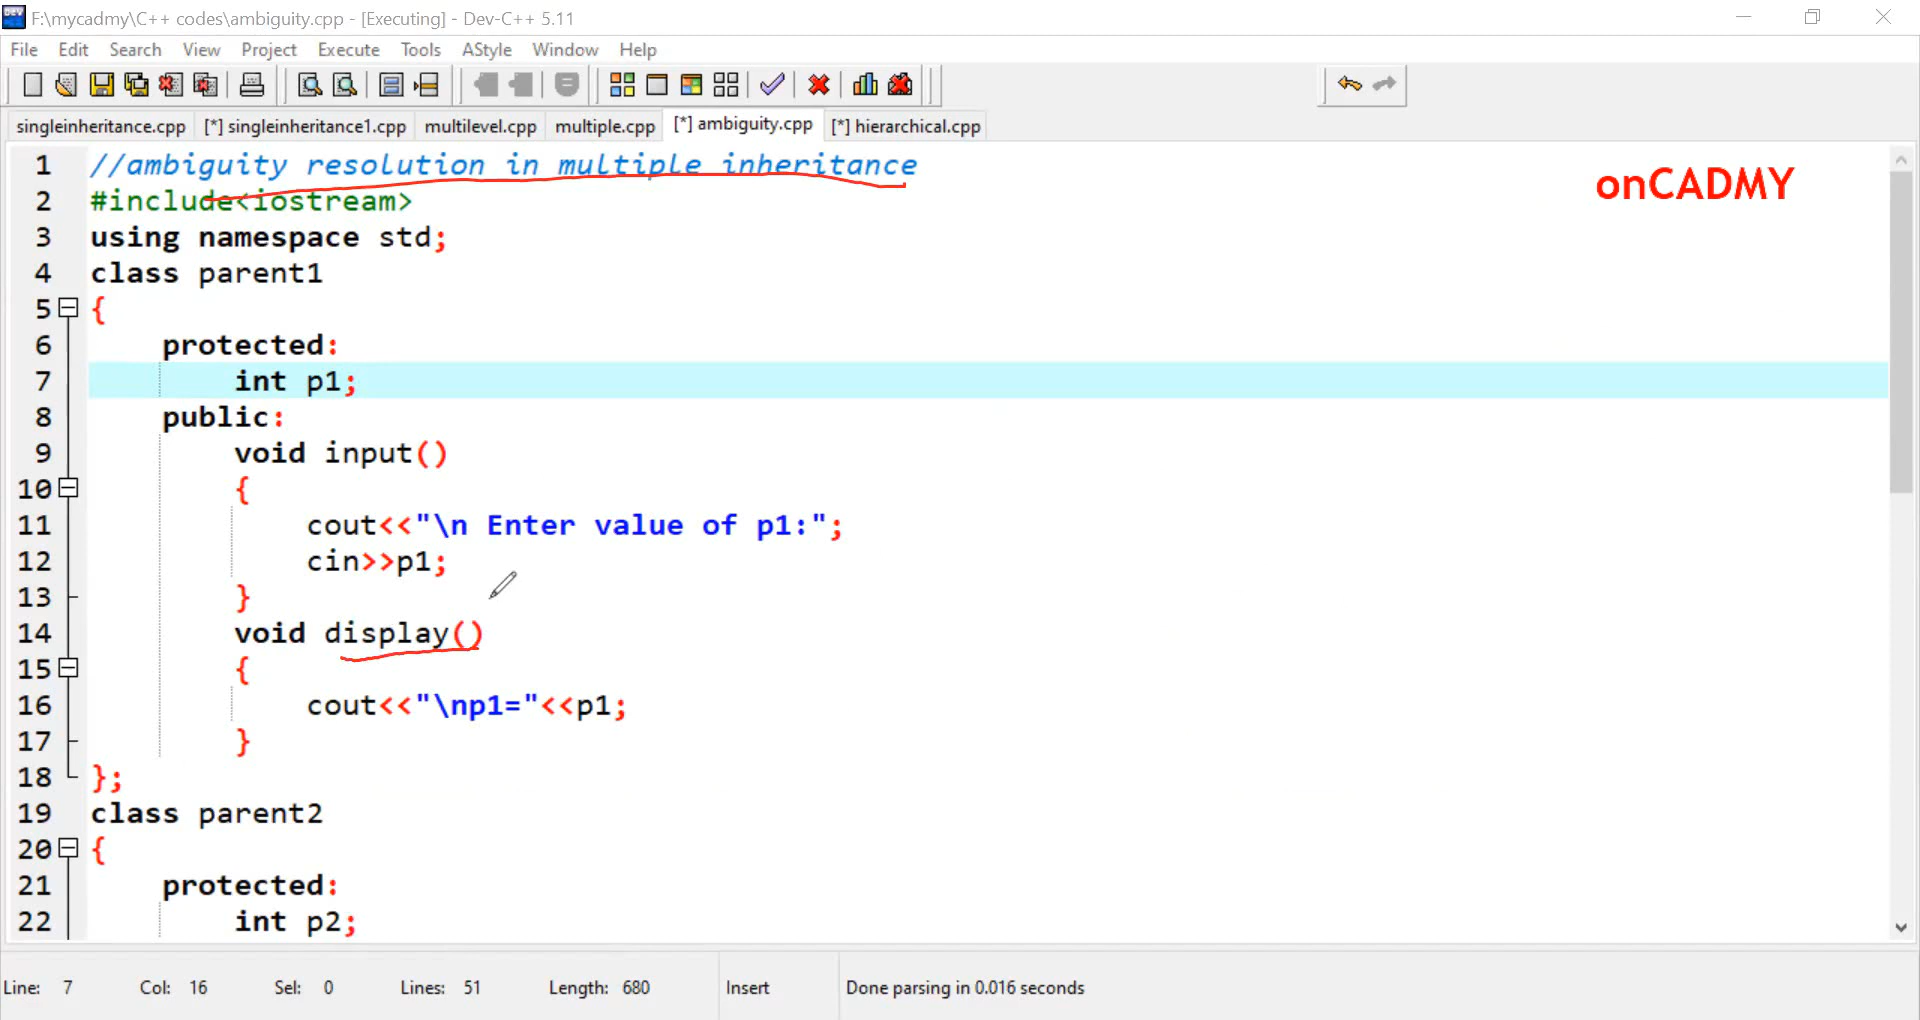 F:\mycadmy\C++ codes\ambiguity.cpp - [Executing] - Dev-C++ 5.11
File Edit Search View Project Execute Tools AStyle Window Help
singleinheritance.cpp [*] singleinheritance1.cpp multilevel.cpp multiple.cpp [*] ambiguity.cpp [*] hierarchical.cpp
onCADMY
1 //ambiguity resolution in multiple inheritance
2 #include<iostream>
3 using namespace std;
4 class parent1
5 {
6 protected:
7 int p1;
8 public:
9 void input()
10 {
11 cout<<"\n Enter value of p1:";
12 cin>>p1;
13 }
14 void display()
15 {
16 cout<<"\np1="<<p1;
17 }
18 };
19 class parent2
20 {
21 protected:
22 int p2;
Line: 7 Col: 16 Sel: 0 Lines: 51 Length: 680 Insert Done parsing in 0.016 seconds